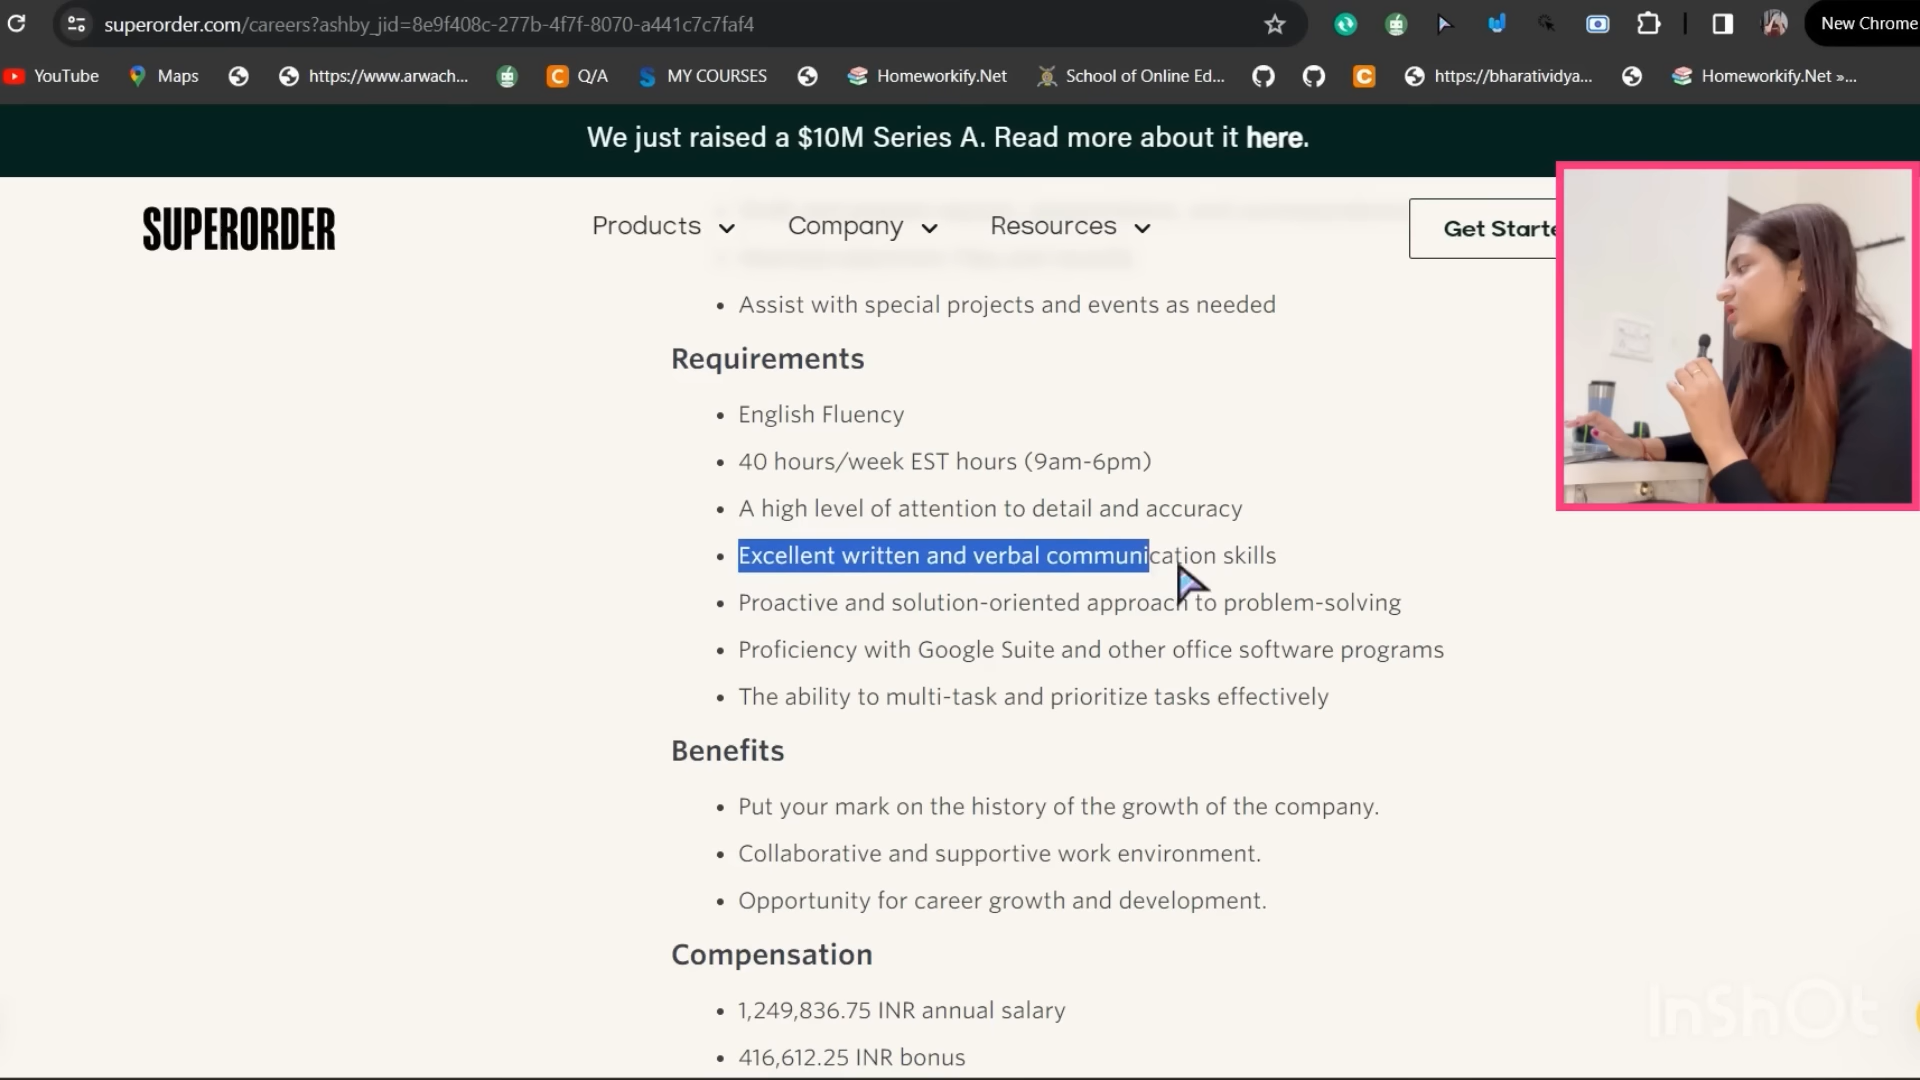 superorder.com/careers?ashby_jid=8e9f408c-277b-4f7f-8070-a441c7c7faf4
New Chrome
YouTube
Maps
https://www.arwach...
Q/A
MY COURSES
Homeworkify.Net
School of Online Ed...
https://bharatividya...
Homeworkify.Net »...
We just raised a $10M Series A. Read more about it here.
SUPERORDER
Products
Company
Resources
Get Starte
• Assist with special projects and events as needed
Requirements
• English Fluency
• 40 hours/week EST hours (9am-6pm)
• A high level of attention to detail and accuracy
• Excellent written and verbal communication skills
• Proactive and solution-oriented approach to problem-solving
• Proficiency with Google Suite and other office software programs
• The ability to multi-task and prioritize tasks effectively
Benefits
• Put your mark on the history of the growth of the company.
• Collaborative and supportive work environment.
• Opportunity for career growth and development.
Compensation
• 1,249,836.75 INR annual salary
• 416,612.25 INR bonus
InShOt